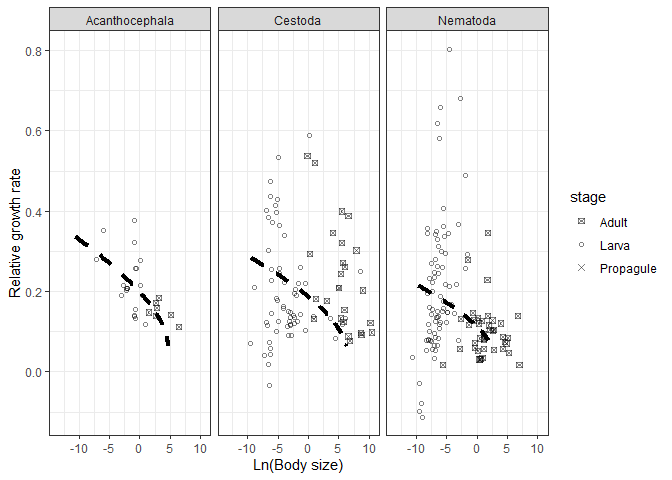 Acanthocephala Cestoda Nematoda
0.8
0.6
0.4
0.2
0.0
Relative growth rate
-10 -5 0 5 10 -10 -5 0 5 10 -10 -5 0 5 10
Ln(Body size)
stage
Adult
Larva
Propagule